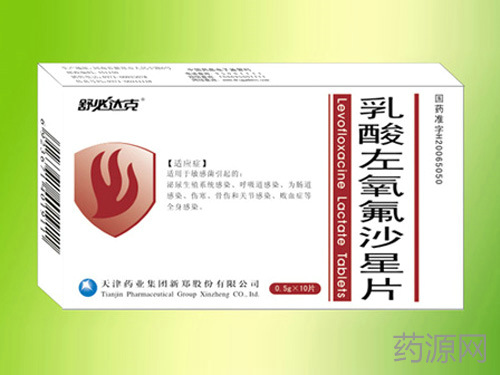 舒必达克®
国药准字H20065050
乳酸左氧氟沙星片
Levofloxacine Lactate Tablets
【适应症】
适用于敏感菌引起的：
泌尿生殖系统感染、呼吸道感染、为肠道
感染、伤寒、骨伤和关节感染、败血症等
全身感染。
天津药业集团新郑股份有限公司
Tianjin Pharmaceutical Group Xinzheng CO., Ltd.
0.5g×10片
药源网